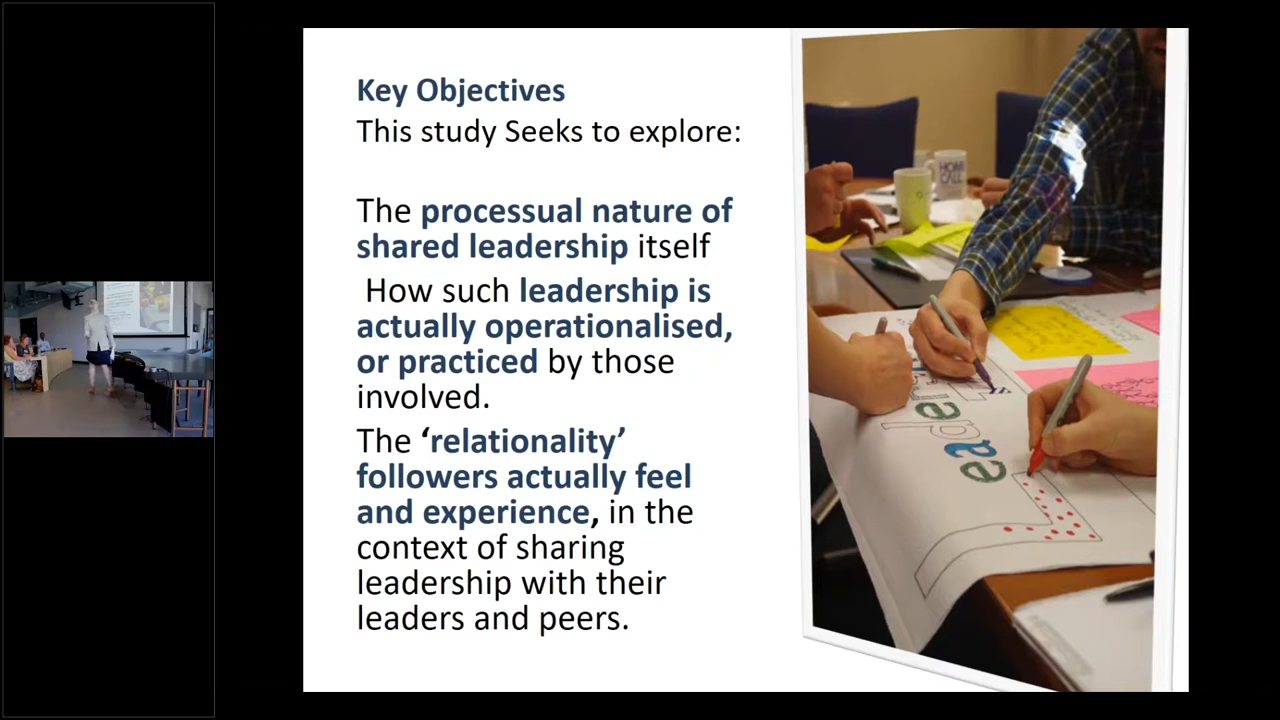 Key Objectives
This study Seeks to explore:
The processual nature of
shared leadership itself
How such leadership is
actually operationalised,
or practiced by those
involved.
The ‘relationality’
followers actually feel
and experience, in the
context of sharing
leadership with their
leaders and peers.
HOME
CALL